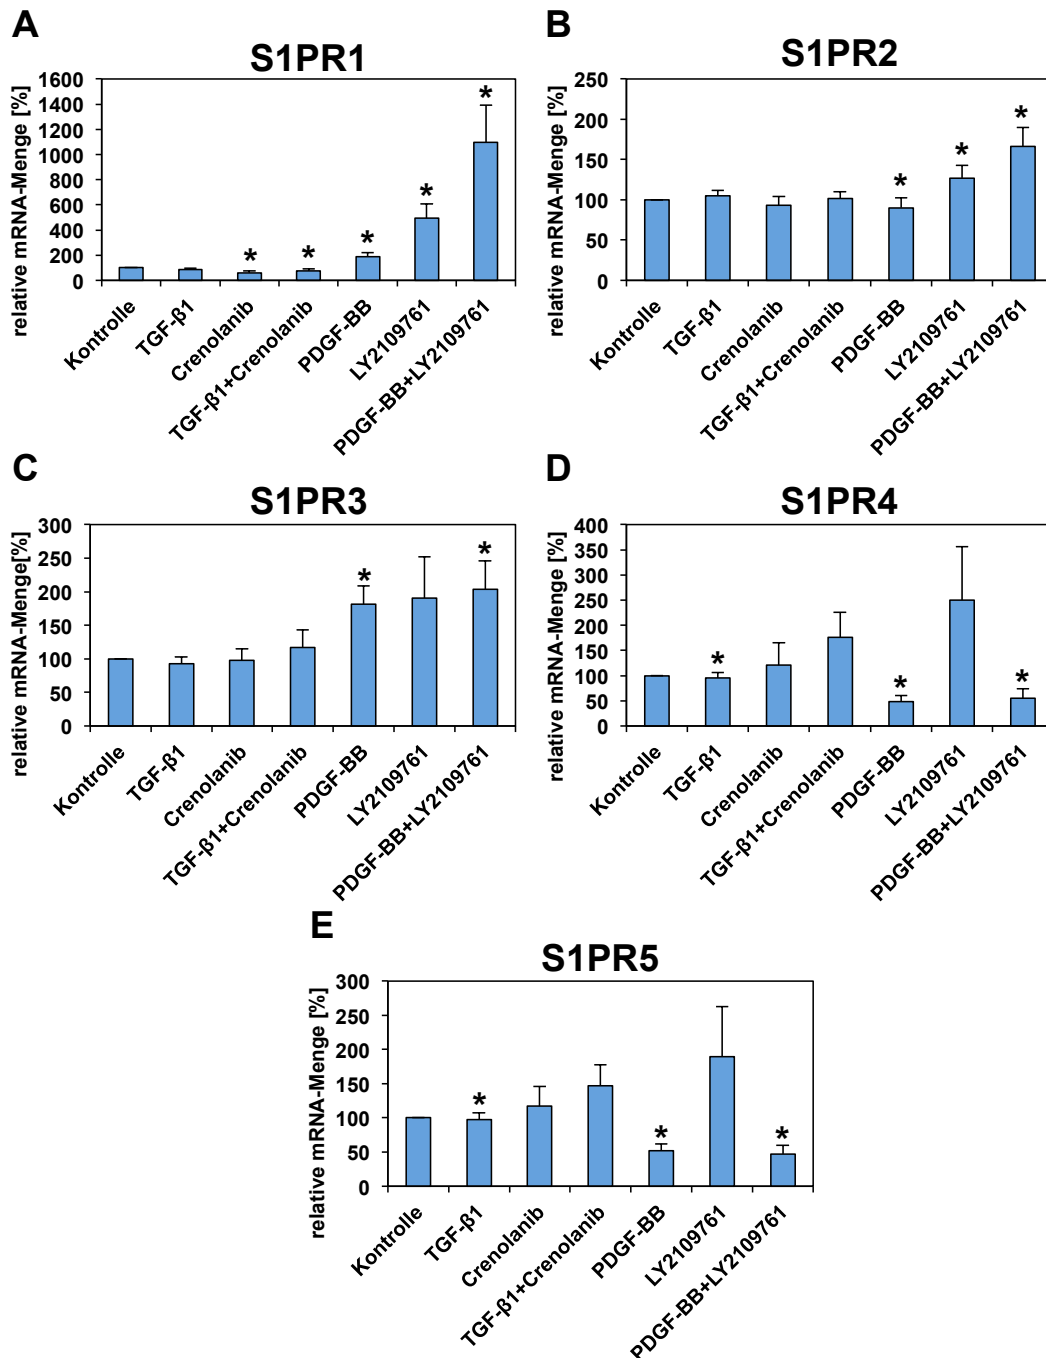 A
S1PR1
relative mRNA-Menge [%]
1600
1400
1200
1000
800
600
400
200
0
* * * * *
Kontrolle
TGF-β1
Crenolanib
TGF-β1+Crenolanib
PDGF-BB
LY2109761
PDGF-BB+LY2109761
B
S1PR2
relative mRNA-Menge [%]
250
200
150
100
50
0
* * *
Kontrolle
TGF-β1
Crenolanib
TGF-β1+Crenolanib
PDGF-BB
LY2109761
PDGF-BB+LY2109761
C
S1PR3
relative mRNA-Menge[%]
300
250
200
150
100
50
0
* *
Kontrolle
TGF-β1
Crenolanib
TGF-β1+Crenolanib
PDGF-BB
LY2109761
PDGF-BB+LY2109761
D
S1PR4
relative mRNA-Menge [%]
400
350
300
250
200
150
100
50
0
* * *
Kontrolle
TGF-β1
Crenolanib
TGF-β1+Crenolanib
PDGF-BB
LY2109761
PDGF-BB+LY2109761
E
S1PR5
relative mRNA-Menge [%]
300
250
200
150
100
50
0
* * *
Kontrolle
TGF-β1
Crenolanib
TGF-β1+Crenolanib
PDGF-BB
LY2109761
PDGF-BB+LY2109761